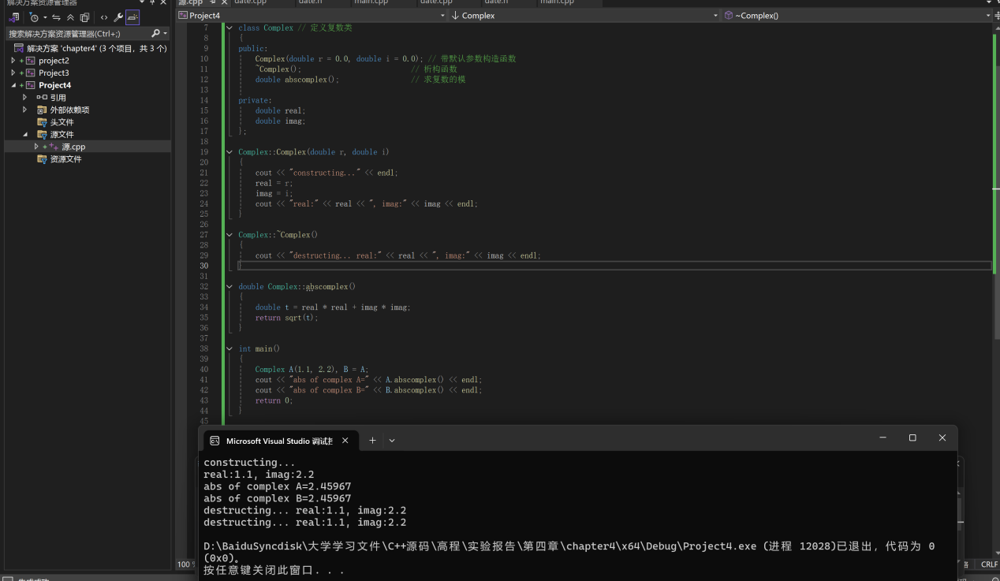 解决方案资源管理器
源.cpp
date.cpp
date.h
main.cpp
date.cpp
date.h
main.cpp
Project4
Complex
~Complex()
搜索解决方案资源管理器(Ctrl+;)
解决方案 'chapter4' (3 个项目，共 3 个)
project2
Project3
Project4
引用
外部依赖项
头文件
源文件
源.cpp
资源文件
7 class Complex // 定义复数类
8 {
9 public:
10 Complex(double r = 0.0, double i = 0.0); // 带默认参数构造函数
11 ~Complex(); // 析构函数
12 double abscomplex(); // 求复数的模
13
14 private:
15 double real;
16 double imag;
17 };
18
19 Complex::Complex(double r, double i)
20 {
21 cout << "constructing..." << endl;
22 real = r;
23 imag = i;
24 cout << "real:" << real << ", imag:" << imag << endl;
25 }
26
27 Complex::~Complex()
28 {
29 cout << "destructing... real:" << real << ", imag:" << imag << endl;
30 }
31
32 double Complex::abscomplex()
33 {
34 double t = real * real + imag * imag;
35 return sqrt(t);
36 }
37
38 int main()
39 {
40 Complex A(1.1, 2.2), B = A;
41 cout << "abs of complex A=" << A.abscomplex() << endl;
42 cout << "abs of complex B=" << B.abscomplex() << endl;
43 return 0;
44 }
45
Microsoft Visual Studio 调试
constructing...
real:1.1, imag:2.2
abs of complex A=2.45967
abs of complex B=2.45967
destructing... real:1.1, imag:2.2
destructing... real:1.1, imag:2.2
D:\BaiduSyncdisk\大学学习文件\C++源码\高程\实验报告\第四章\chapter4\x64\Debug\Project4.exe (进程 12028)已退出，代码为 0
(0x0)。
按任意键关闭此窗口. . .
100 %
CRLF